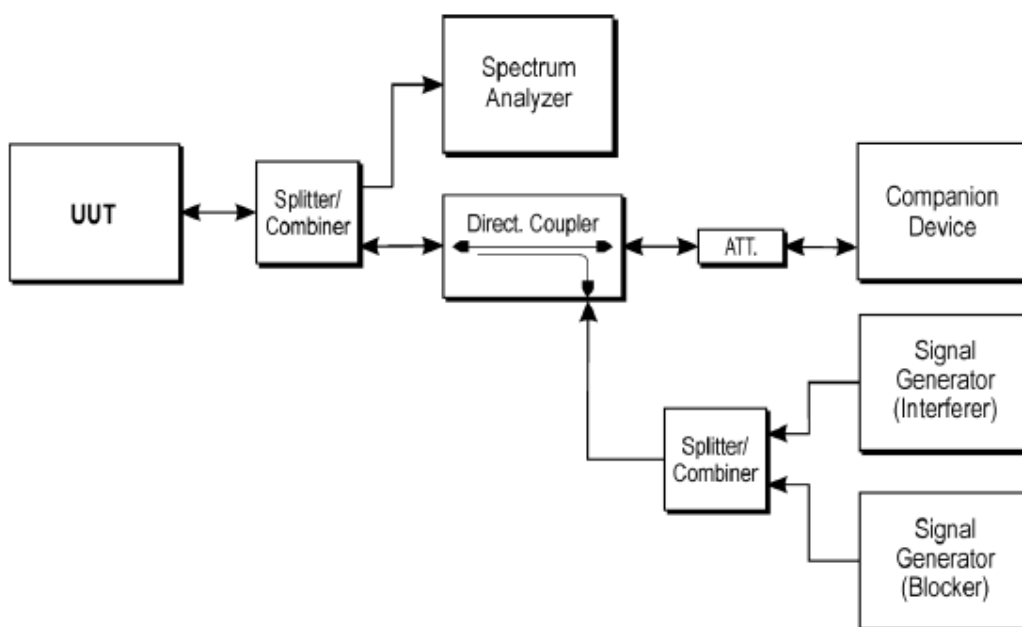 Spectrum
Analyzer
UUT
Splitter/
Combiner
Direct. Coupler
ATT.
Companion
Device
Signal
Generator
(Interferer)
Splitter/
Combiner
Signal
Generator
(Blocker)